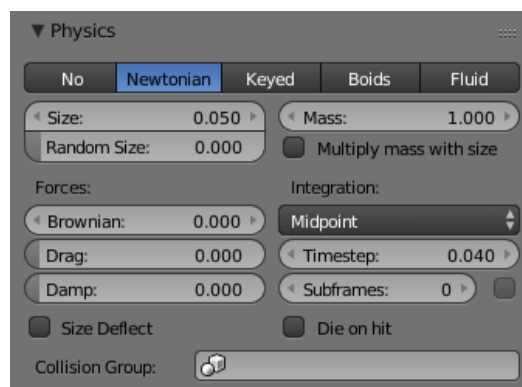 Physics
No Newtonian Keyed Boids Fluid
Size: 0.050 Mass: 1.000
Random Size: 0.000 Multiply mass with size
Forces: Integration:
Brownian: 0.000 Midpoint
Drag: 0.000 Timestep: 0.040
Damp: 0.000 Subframes: 0
Size Deflect Die on hit
Collision Group: